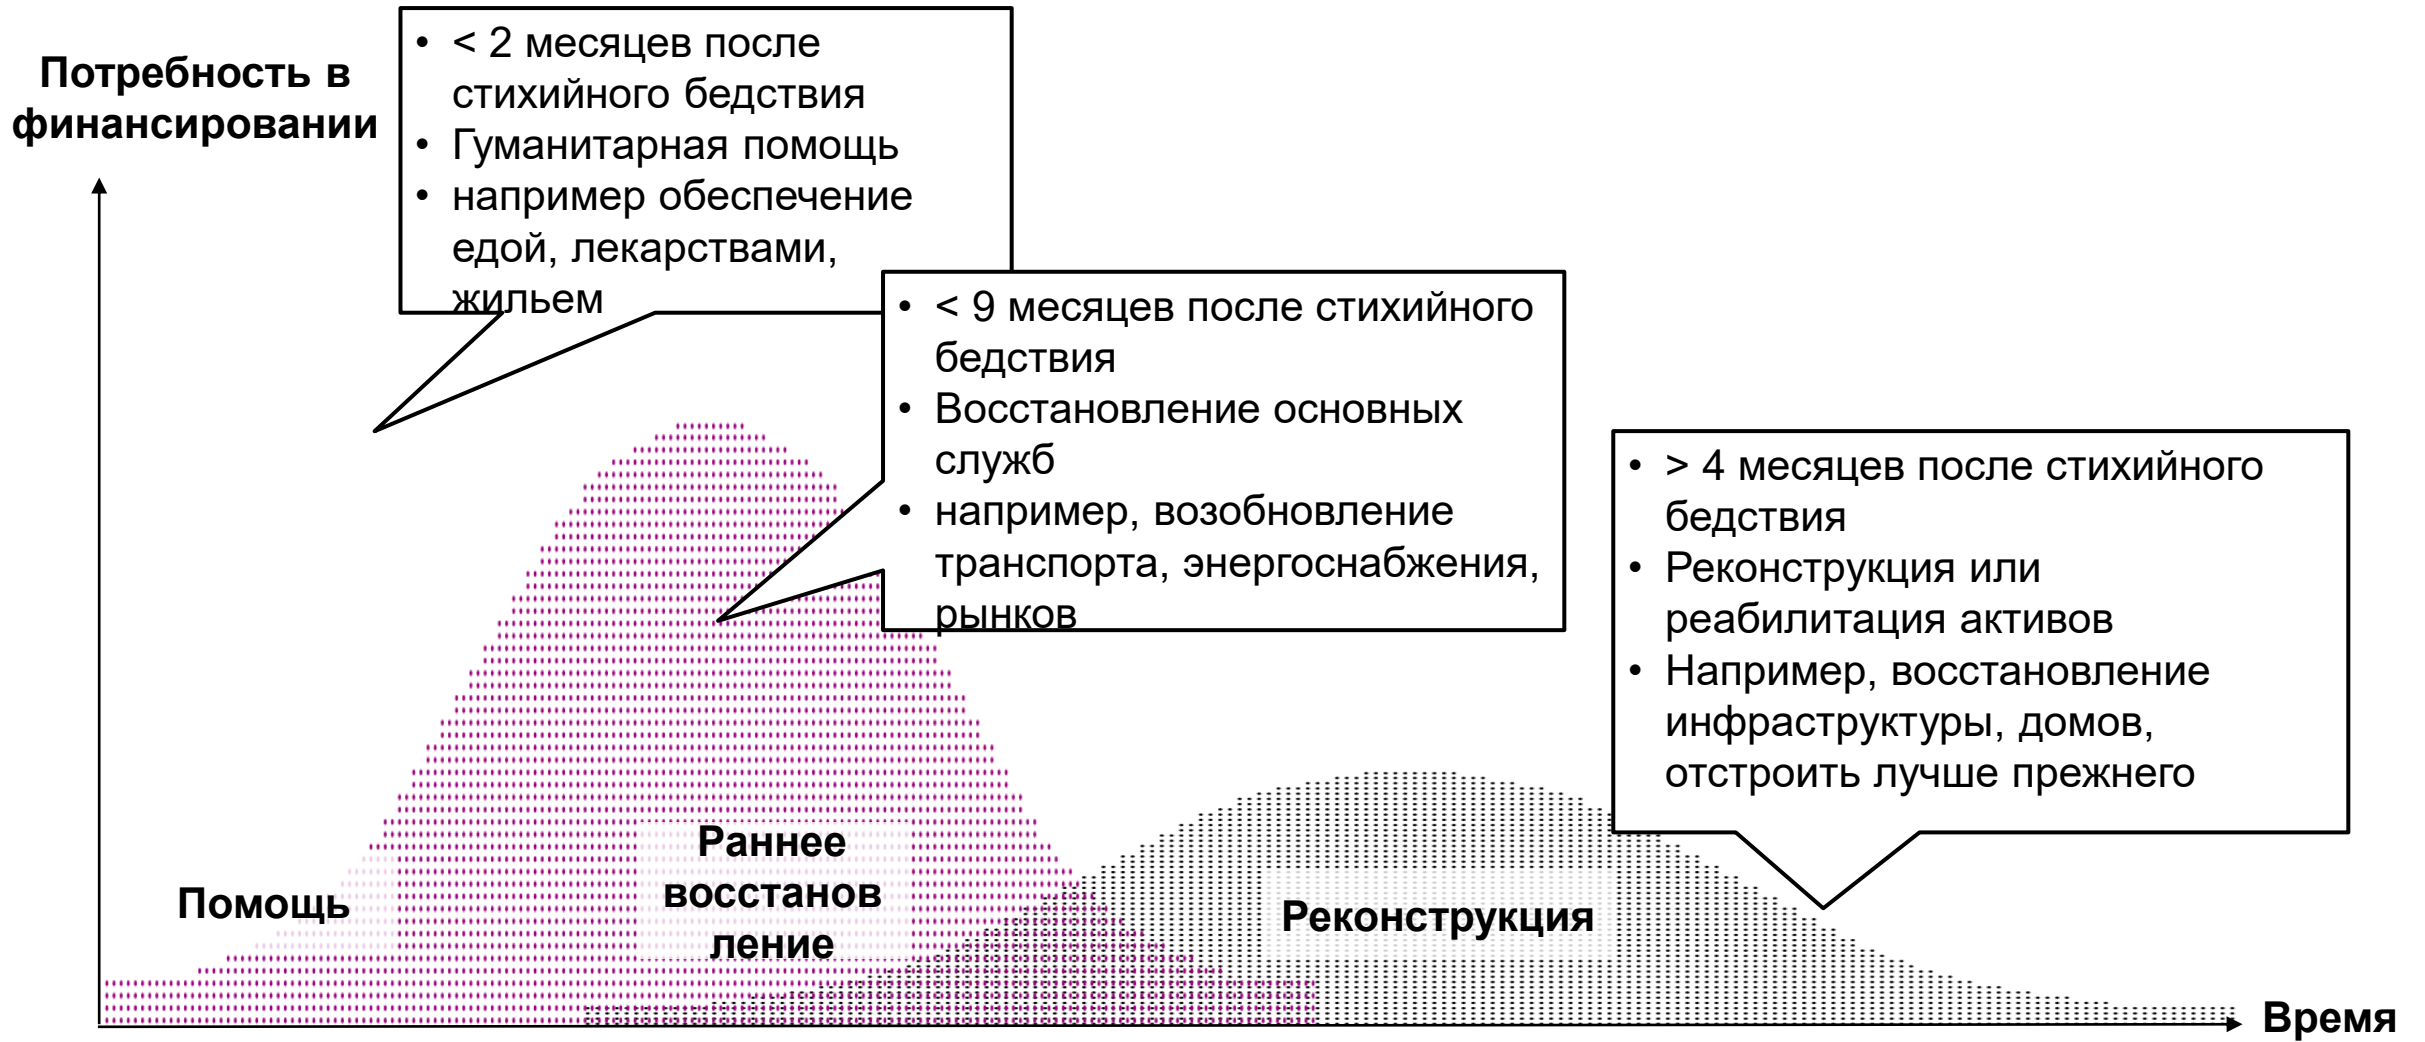 Потребность в
финансировании
• < 2 месяцев после
стихийного бедствия
• Гуманитарная помощь
• например обеспечение
едой, лекарствами,
жильем
• < 9 месяцев после стихийного
бедствия
• Восстановление основных
служб
• например, возобновление
транспорта, энергоснабжения,
рынков
• > 4 месяцев после стихийного
бедствия
• Реконструкция или
реабилитация активов
• Например, восстановление
инфраструктуры, домов,
отстроить лучше прежнего
Помощь
Раннее
восстанов
ление
Реконструкция
Время